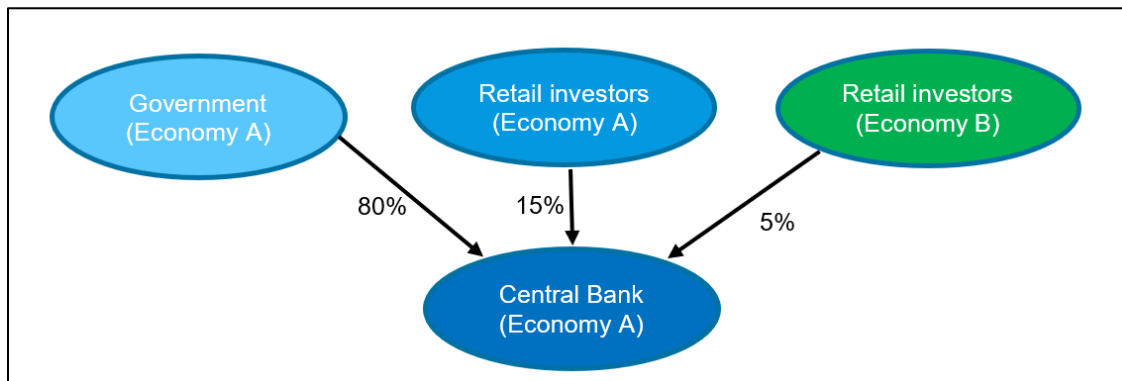 Government
(Economy A)
Retail investors
(Economy A)
Retail investors
(Economy B)
80%
15%
5%
Central Bank
(Economy A)